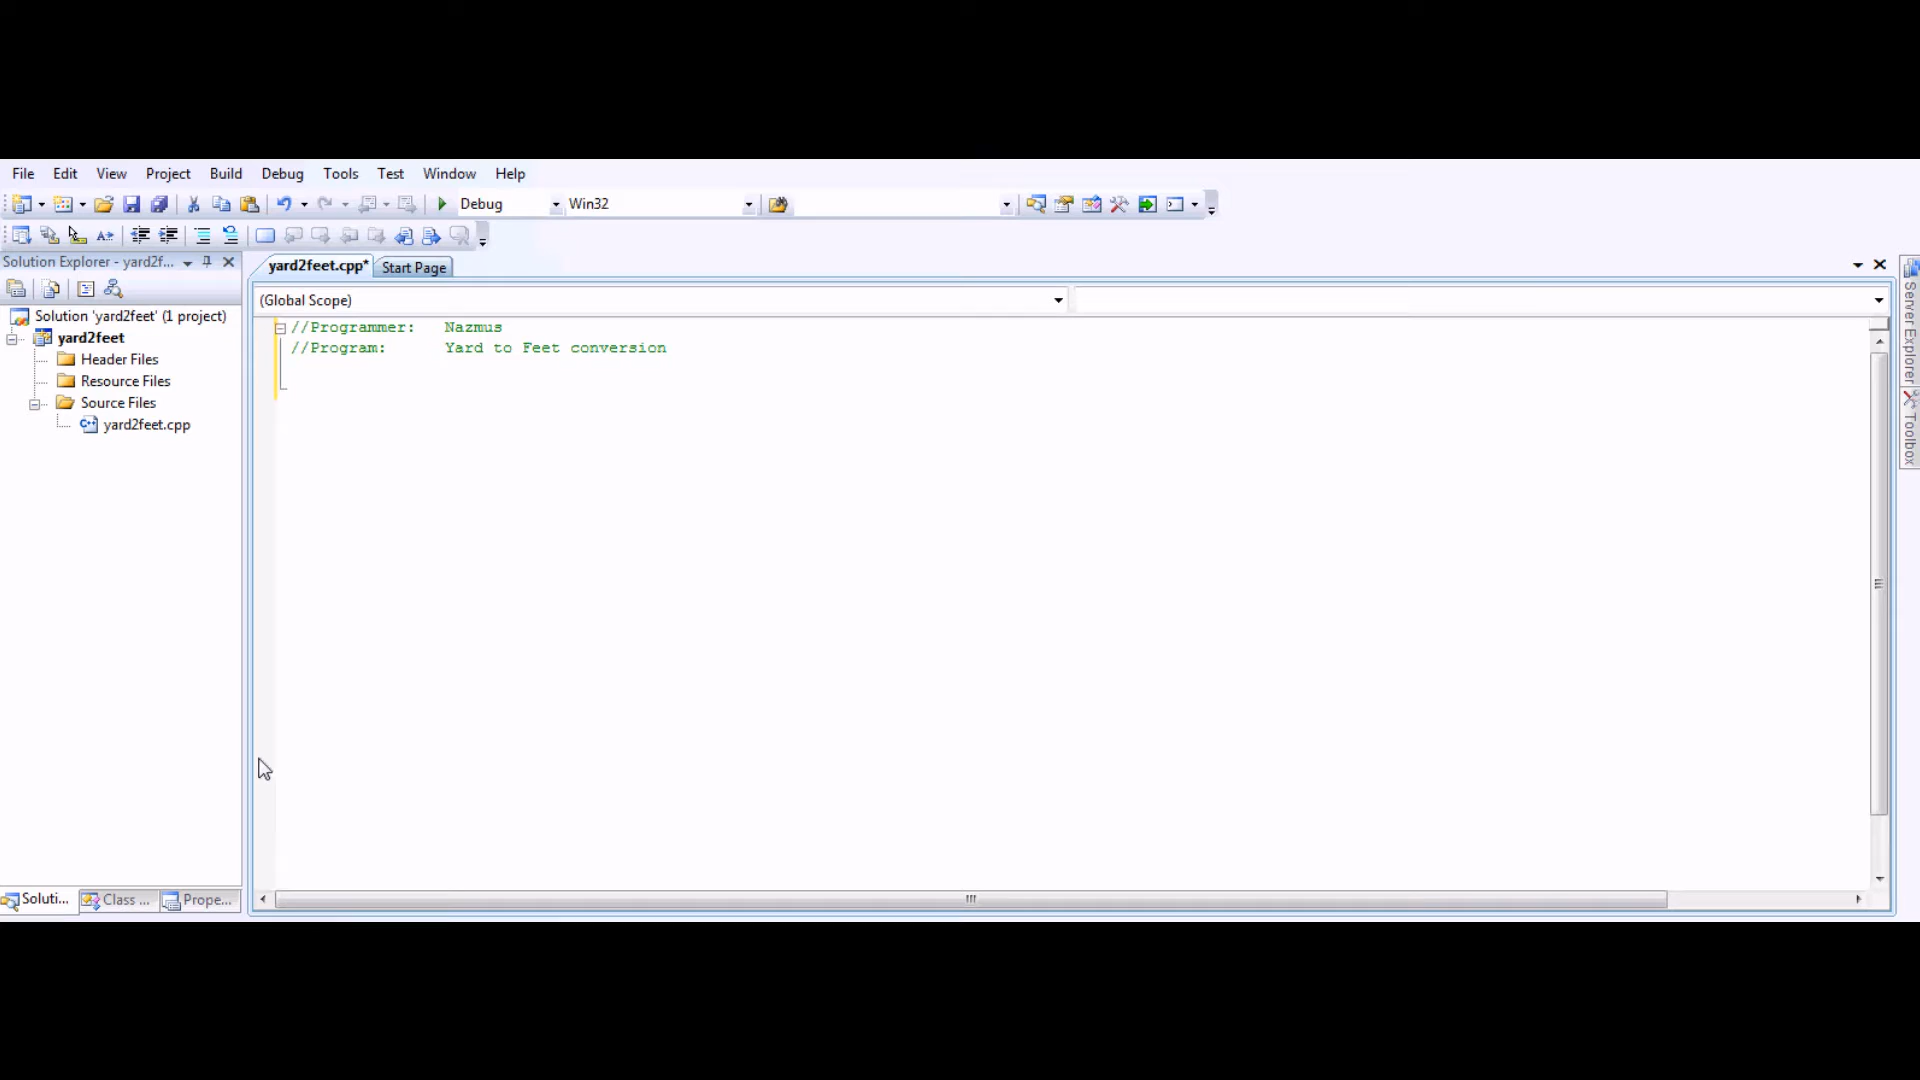 File Edit View Project Build Debug Tools Test Window Help
Debug Win32
Solution Explorer - yard2f...
yard2feet.cpp* Start Page
(Global Scope)
Solution 'yard2feet' (1 project)
yard2feet
Header Files
Resource Files
Source Files
yard2feet.cpp
//Programmer: Nazmus
//Program: Yard to Feet conversion
Server Explorer
Toolbox
Soluti... Class ... Prope...